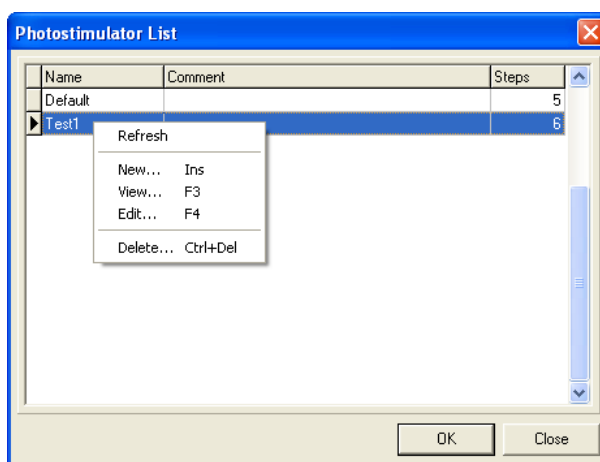 Photostimulator List
Name Comment Steps
Default 5
Test1 6
Refresh
New... Ins
View... F3
Edit... F4
Delete... Ctrl+Del
OK Close